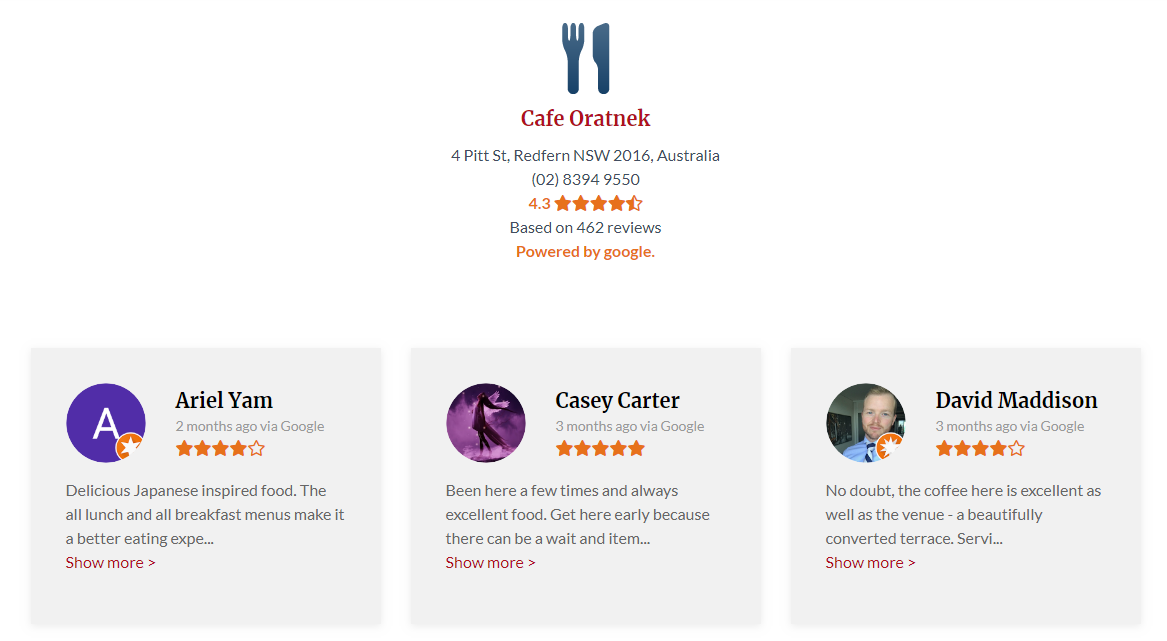 Cafe Oratnek
4 Pitt St, Redfern NSW 2016, Australia
(02) 8394 9550
4.3
Based on 462 reviews
Powered by google.
A
Ariel Yam
2 months ago via Google
Delicious Japanese inspired food. The
all lunch and all breakfast menus make it
a better eating expe...
Show more >
Casey Carter
3 months ago via Google
Been here a few times and always
excellent food. Get here early because
there can be a wait and item...
Show more >
David Maddison
3 months ago via Google
No doubt, the coffee here is excellent as
well as the venue - a beautifully
converted terrace. Servi...
Show more >